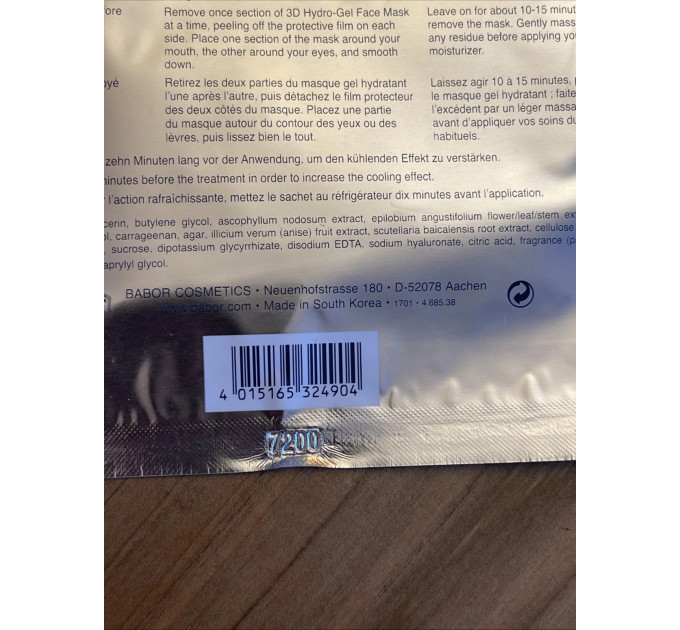 ore
Remove once section of 3D Hydro-Gel Face Mask
at a time, peeling off the protective film on each
side. Place one section of the mask around your
mouth, the other around your eyes, and smooth
down.
Leave on for about 10-15 minut
remove the mask. Gently mass
any residue before applying yo
moisturizer.
oyé
Retirez les deux parties du masque gel hydratant
l'une après l'autre, puis détachez le film protecteur
des deux côtés du masque. Placez une partie
du masque autour du contour des yeux ou des
lèvres, puis lissez bien le tout.
Laissez agir 10 à 15 minutes,
le masque gel hydratant ; faite
l'excédent par un léger massa
avant d'appliquer vos soins du
habituels.
zehn Minuten lang vor der Anwendung, um den kühlenden Effekt zu verstärken.
inutes before the treatment in order to increase the cooling effect.
l'action rafraîchissante, mettez le sachet au réfrigérateur dix minutes avant l'application.
cerin, butylene glycol, ascophyllum nodosum extract, epilobium angustifolium flower/leaf/stem ex
ol, carrageenan, agar, illicium verum (anise) fruit extract, scutellaria baicalensis root extract, cellulose
, sucrose, dipotassium glycyrrhizate, disodium EDTA, sodium hyaluronate, citric acid, fragrance (p
aprylyl glycol.
BABOR COSMETICS • Neuenhofstrasse 180 • D-52078 Aachen
www.babor.com • Made in South Korea • 1701 • 4.685.38
4 015165 324904
7200